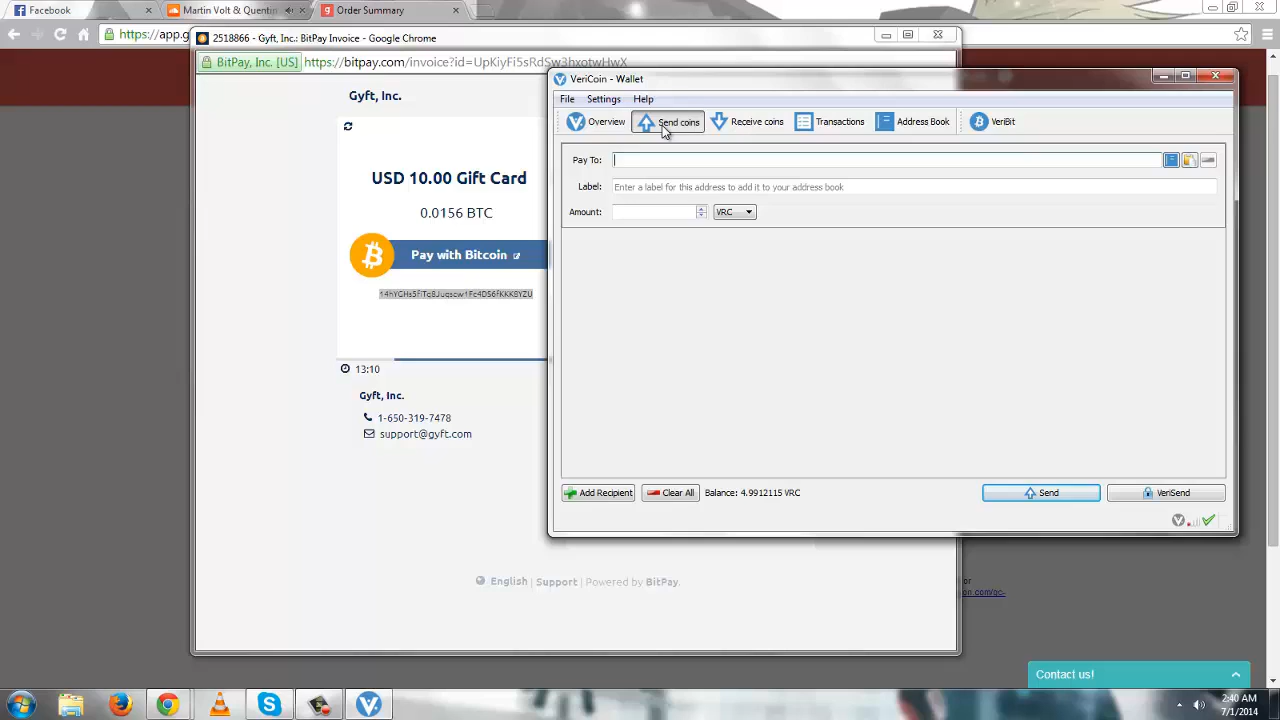 Facebook
Martin Volt & Quentin
Order Summary
https://app.g
2518866 - Gyft, Inc.: BitPay Invoice - Google Chrome
BitPay, Inc. [US]
https://bitpay.com/invoice?id=UpKiyFi5sRdSw3hxotwHwX
Gyft, Inc.
USD 10.00 Gift Card
0.0156 BTC
Pay with Bitcoin
13:10
Gyft, Inc.
1-650-319-7478
support@gyft.com
English | Support | Powered by BitPay.
VeriCoin - Wallet
File Settings Help
Overview Send coins Receive coins Transactions Address Book VeriBit
Pay To:
Label: Enter a label for this address to add it to your address book
Amount: VRC
Add Recipient Clear All Balance: 4.9912115 VRC Send VeriSend
or
on.com/gc-
Contact us!
2:40 AM
7/1/2014